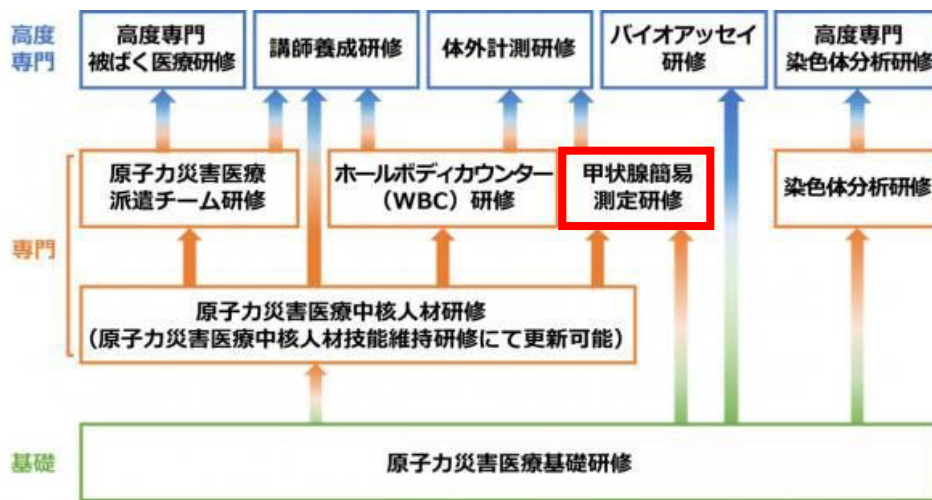 高度
専門
高度専門
被ばく医療研修
講師養成研修
体外計測研修
バイオアッセイ
研修
高度専門
染色体分析研修
専門
原子力災害医療
派遣チーム研修
ホールボディカウンター
（WBC）研修
甲状腺簡易
測定研修
染色体分析研修
原子力災害医療中核人材研修
（原子力災害医療中核人材技能維持研修にて更新可能）
基礎
原子力災害医療基礎研修